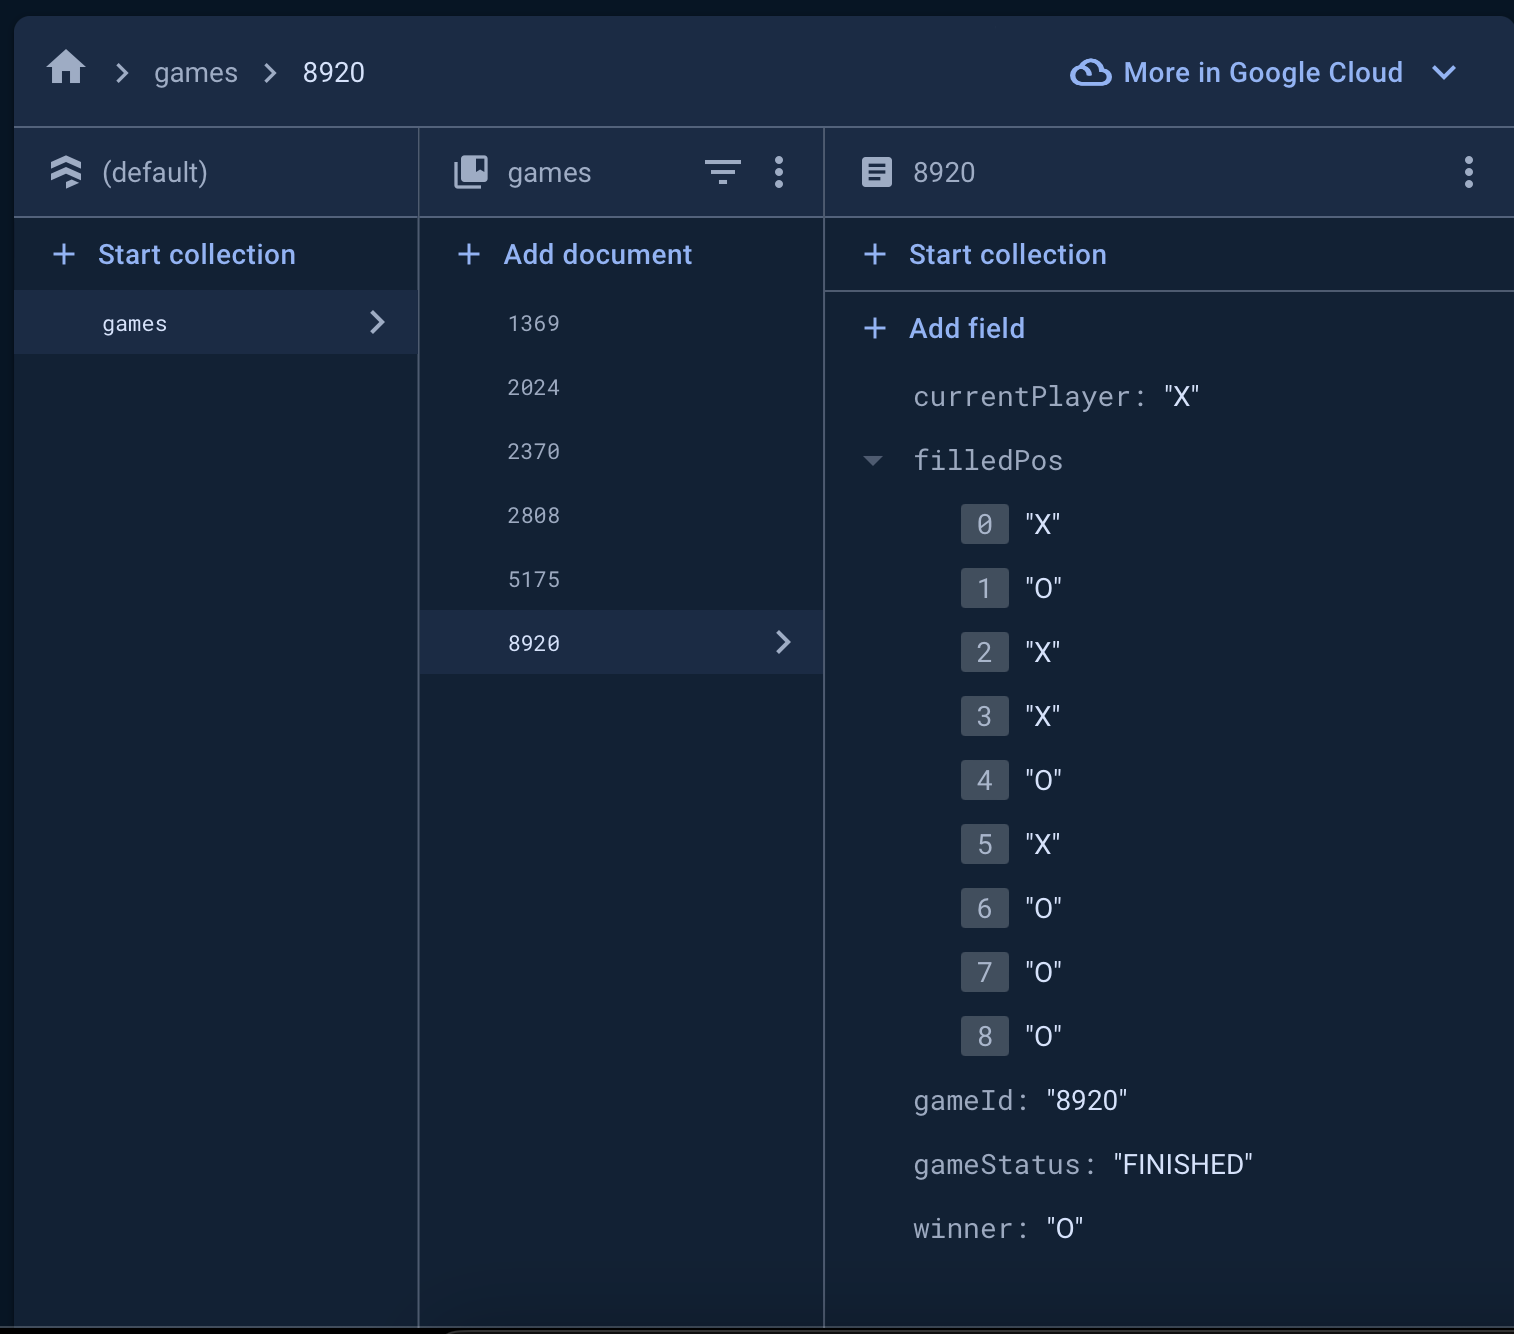 games 8920
More in Google Cloud
(default)
games
8920
Start collection
Add document
Start collection
games
1369
2024
2370
2808
5175
8920
Add field
currentPlayer: "X"
filledPos
0 "X"
1 "O"
2 "X"
3 "X"
4 "O"
5 "X"
6 "O"
7 "O"
8 "O"
gameId: "8920"
gameStatus: "FINISHED"
winner: "O"